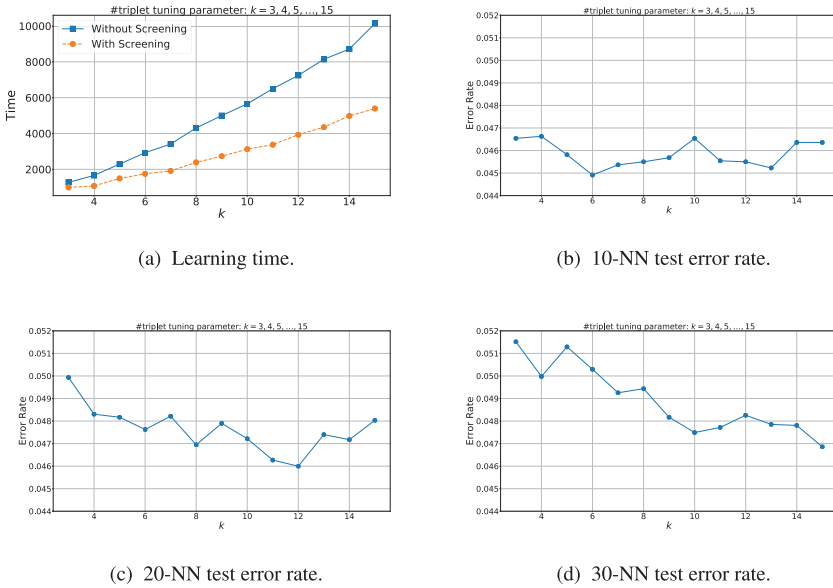 #triplet tuning parameter: k = 3, 4, 5, ..., 15
Without Screening
With Screening
Time
10000
8000
6000
4000
2000
4 6 8 10 12 14
k
(a) Learning time.
#triplet tuning parameter: k = 3, 4, 5, ..., 15
Error Rate
0.052
0.051
0.050
0.049
0.048
0.047
0.046
0.045
0.044
4 6 8 10 12 14
k
(b) 10-NN test error rate.
#triplet tuning parameter: k = 3, 4, 5, ..., 15
Error Rate
0.052
0.051
0.050
0.049
0.048
0.047
0.046
0.045
0.044
4 6 8 10 12 14
k
(c) 20-NN test error rate.
#triplet tuning parameter: k = 3, 4, 5, ..., 15
Error Rate
0.052
0.051
0.050
0.049
0.048
0.047
0.046
0.045
0.044
4 6 8 10 12 14
k
(d) 30-NN test error rate.